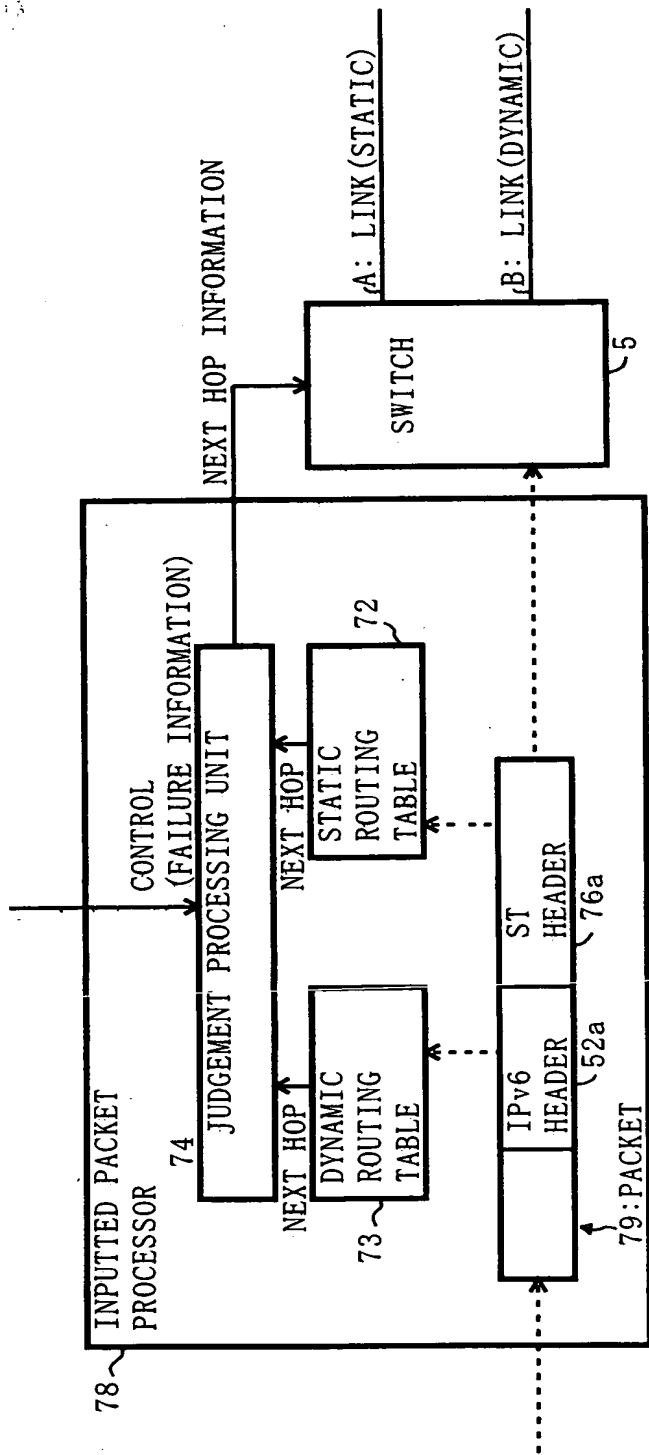 INPUTTED PACKET
PROCESSOR
78
CONTROL
(FAILURE INFORMATION)
74
JUDGEMENT PROCESSING UNIT
NEXT HOP INFORMATION
NEXT HOP
NEXT HOP
DYNAMIC
ROUTING
TABLE
73
STATIC
ROUTING
TABLE
72
IPv6
HEADER
52a
ST
HEADER
76a
79:PACKET
SWITCH
5
A: LINK(STATIC)
B: LINK(DYNAMIC)